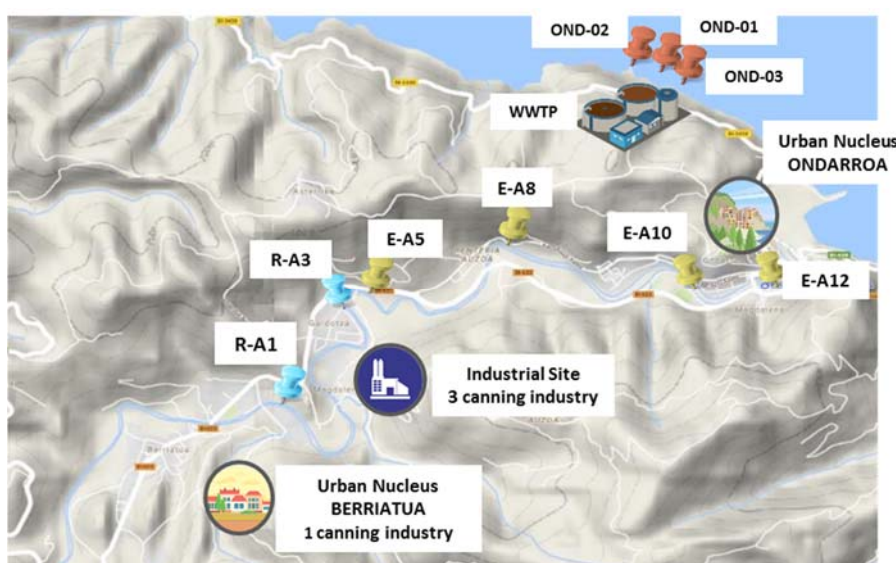 OND-02
OND-01
OND-03
WWTP
Urban Nucleus
ONDARROA
E-A8
E-A5
E-A10
R-A3
E-A12
R-A1
Industrial Site
3 canning industry
Berriatua
Urban Nucleus
BERRIATUA
1 canning industry